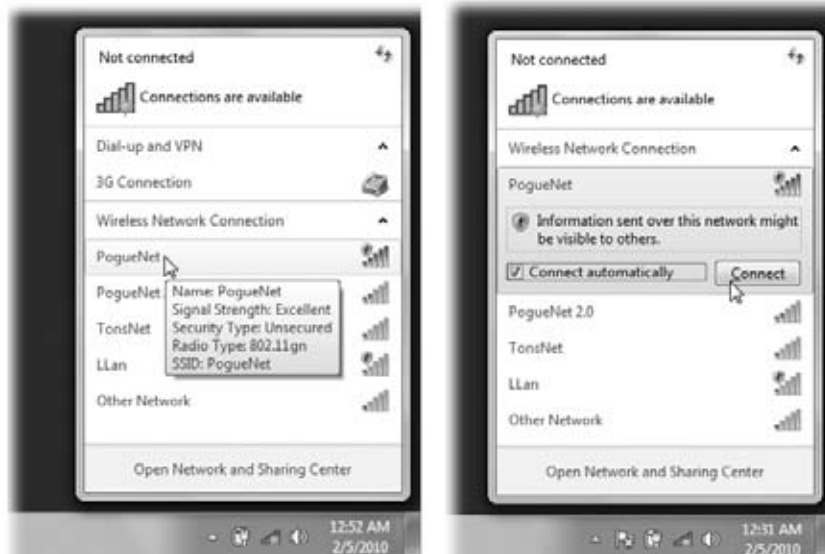 Not connected
Connections are available
Dial-up and VPN
3G Connection
Wireless Network Connection
PogueNet
PogueNet
Name: PogueNet
Signal Strength: Excellent
Security Type: Unsecured
Radio Type: 802.11gn
SSID: PogueNet
TonsNet
LLan
Other Network
Open Network and Sharing Center
12:52 AM
2/5/2010
Not connected
Connections are available
Wireless Network Connection
PogueNet
Information sent over this network might
be visible to others.
Connect automatically
Connect
PogueNet 2.0
TonsNet
LLan
Other Network
Open Network and Sharing Center
12:31 AM
2/5/2010